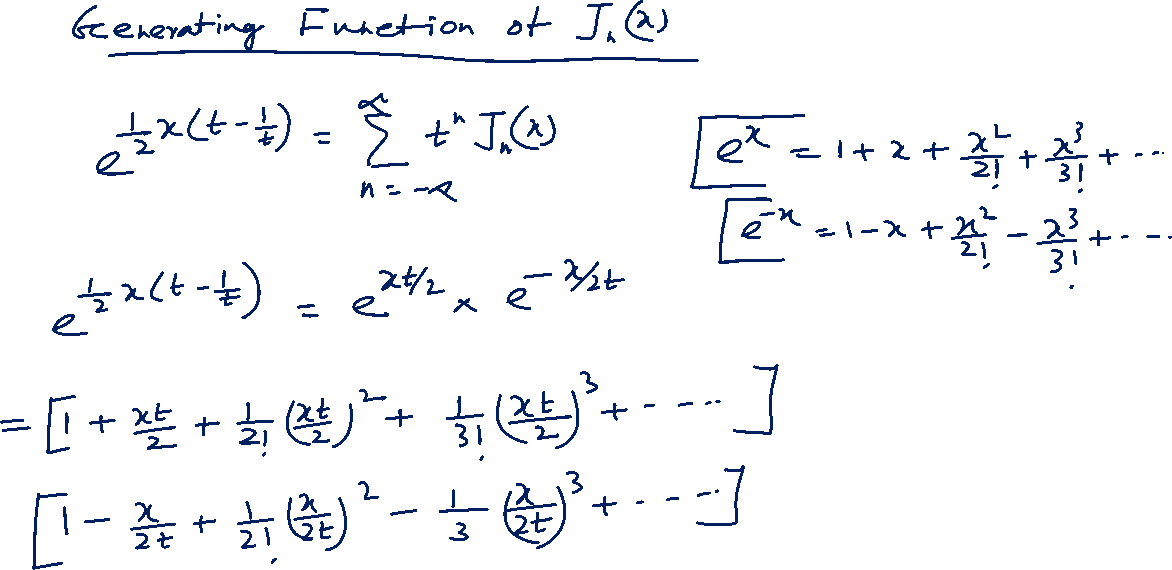 Generating Function of Jₙ(x)
e^{½x(t - 1/t)} = ∑_{n=-∞}^{∞} tⁿ Jₙ(x)
e^x = 1 + x + x²/2! + x³/3! + ...
e^{-x} = 1 - x + x²/2! - x³/3! + ....
e^{½x(t - 1/t)} = e^{xt/2} × e^{-x/2t}
= [1 + xt/2 + 1/2! (xt/2)² + 1/3! (xt/2)³ + ....]
[1 - x/2t + 1/2! (x/2t)² - 1/3 (x/2t)³ + ....]